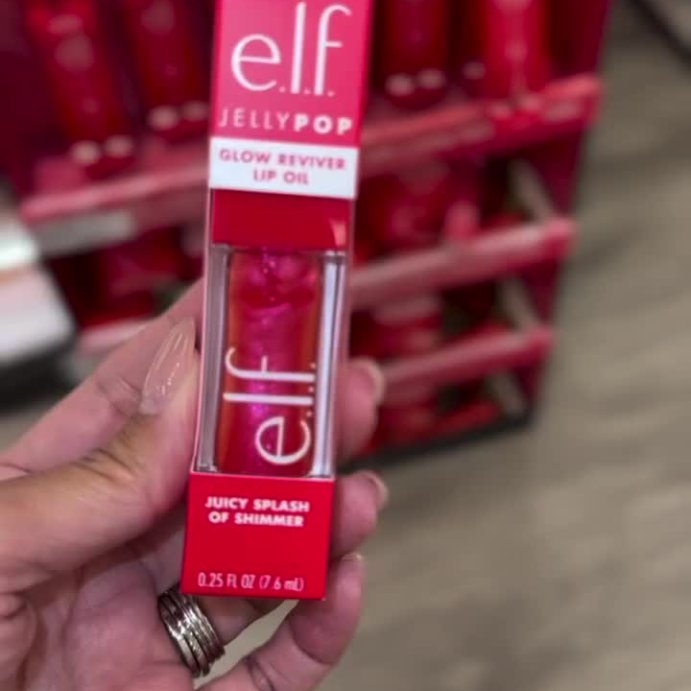 e.l.f.
JELLYPOP
GLOW REVIVER
LIP OIL
e.l.f.
JUICY SPLASH
OF SHIMMER
0.25 FL OZ (7.6 mL)